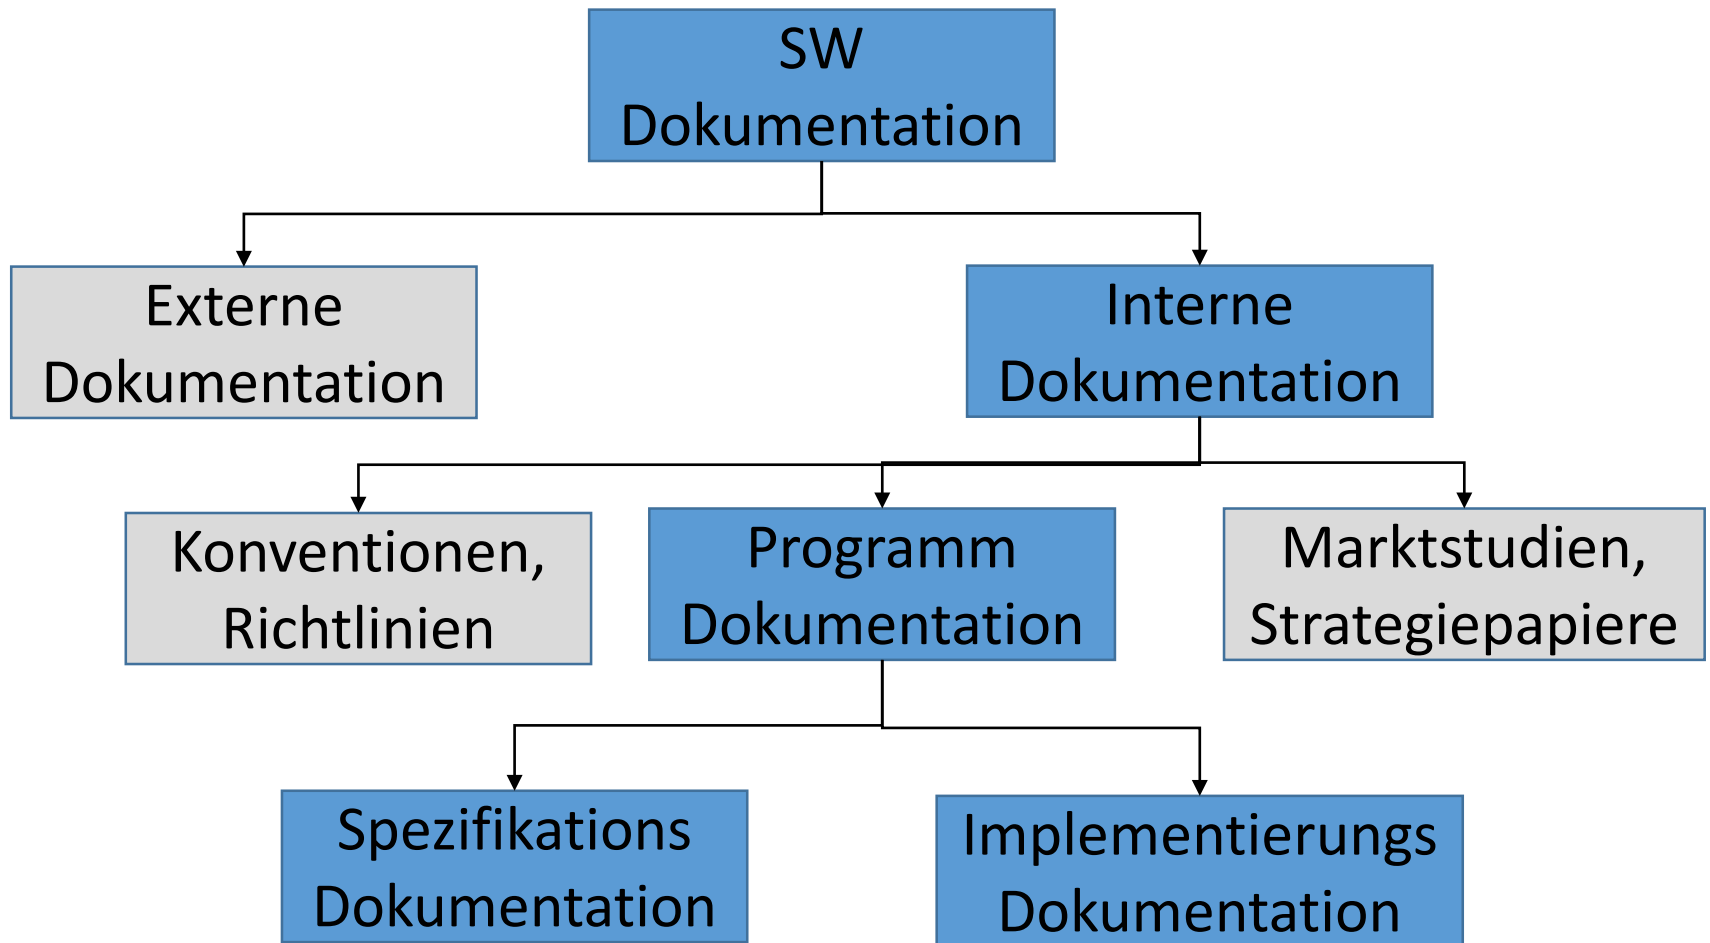 SW
Dokumentation
Externe
Dokumentation
Interne
Dokumentation
Konventionen,
Richtlinien
Programm
Dokumentation
Marktstudien,
Strategiepapiere
Spezifikations
Dokumentation
Implementierungs
Dokumentation